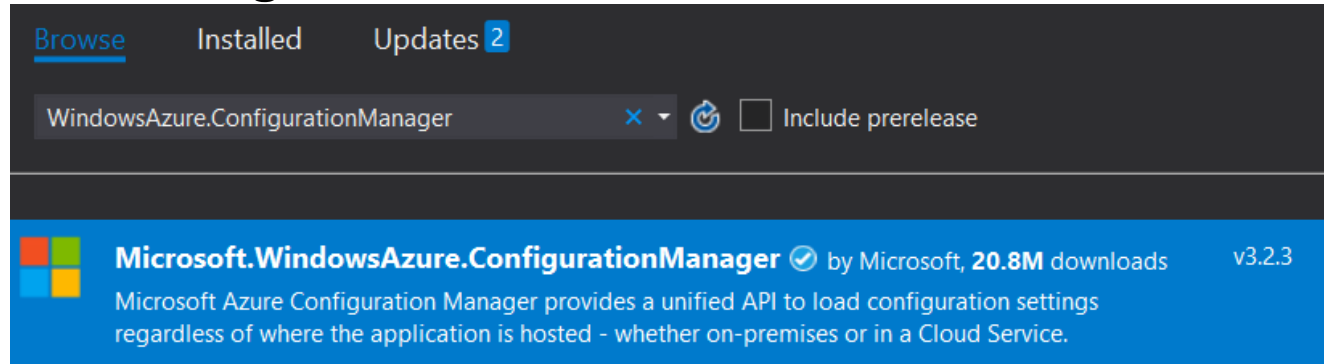 Browse Installed Updates 2
WindowsAzure.ConfigurationManager Include prerelease
Microsoft.WindowsAzure.ConfigurationManager by Microsoft, 20.8M downloads v3.2.3
Microsoft Azure Configuration Manager provides a unified API to load configuration settings
regardless of where the application is hosted - whether on-premises or in a Cloud Service.